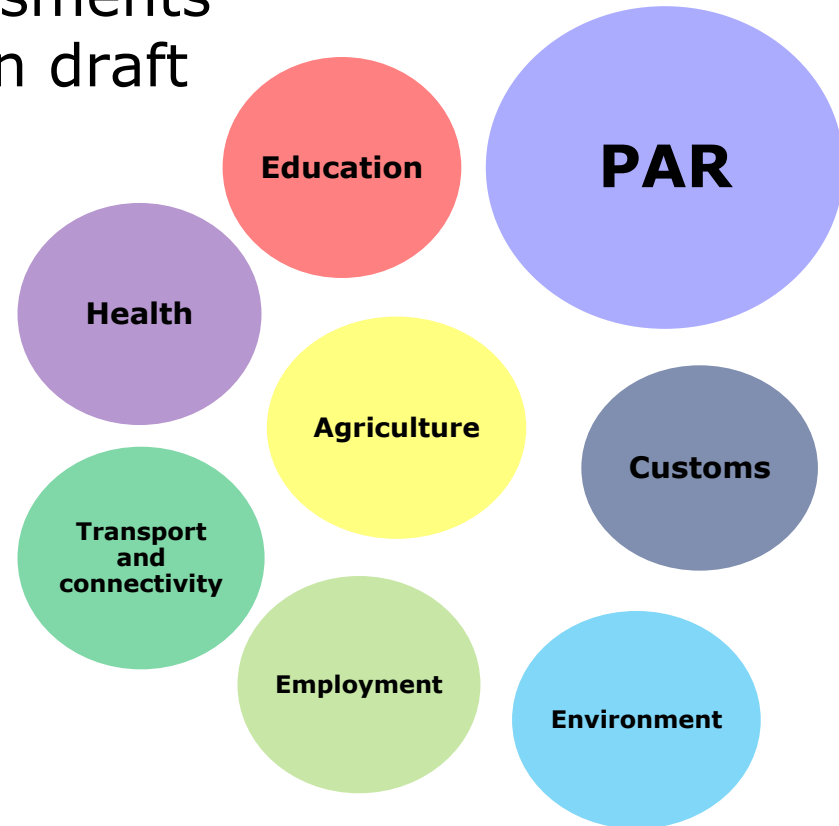 n draft
Education
PAR
Health
Agriculture
Customs
Transport
and
connectivity
Employment
Environment